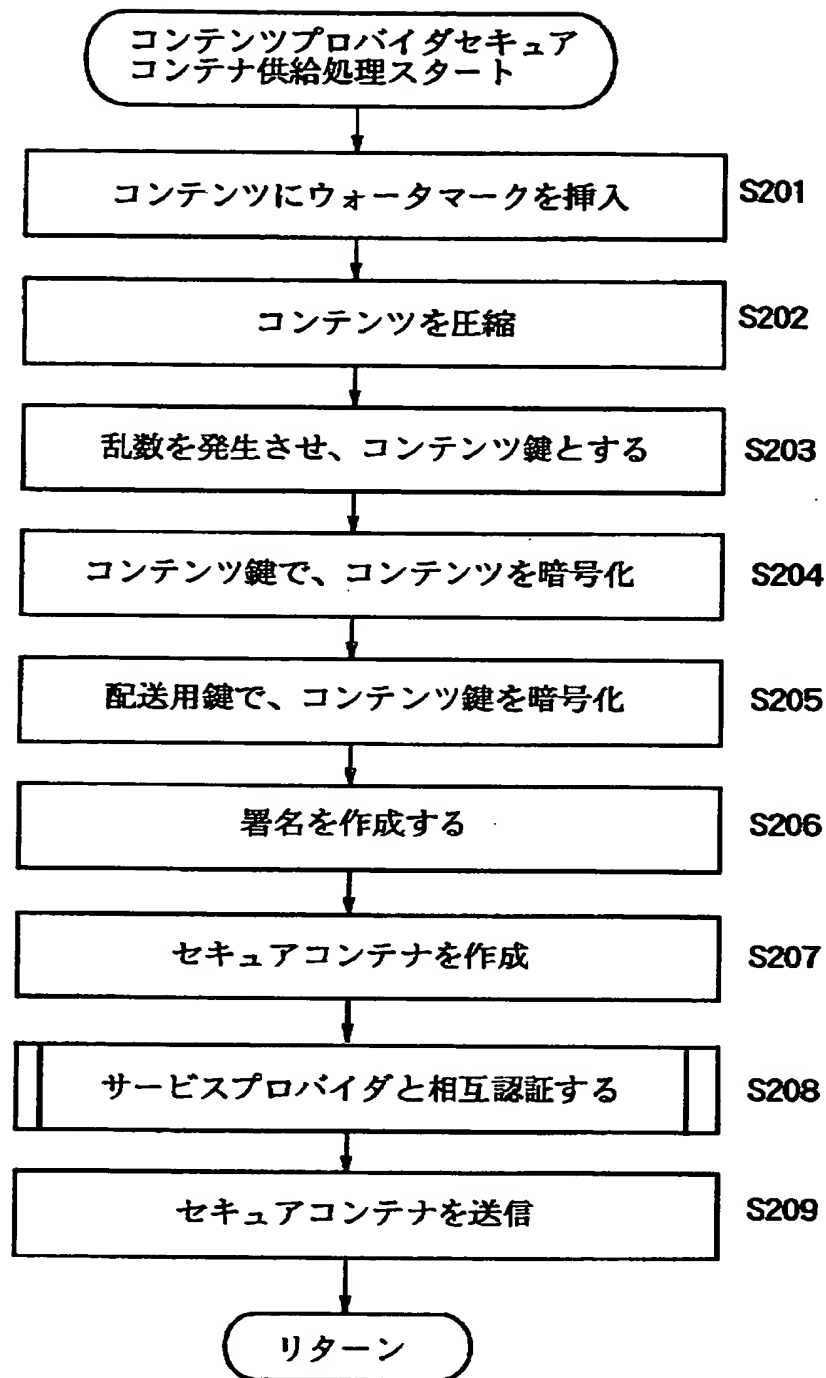 コンテンツプロバイダセキュア
コンテナ供給処理スタート
コンテンツにウォータマークを挿入 S201
コンテンツを圧縮 S202
乱数を発生させ、コンテンツ鍵とする S203
コンテンツ鍵で、コンテンツを暗号化 S204
配送用鍵で、コンテンツ鍵を暗号化 S205
署名を作成する S206
セキュアコンテナを作成 S207
サービスプロバイダと相互認証する S208
セキュアコンテナを送信 S209
リターン